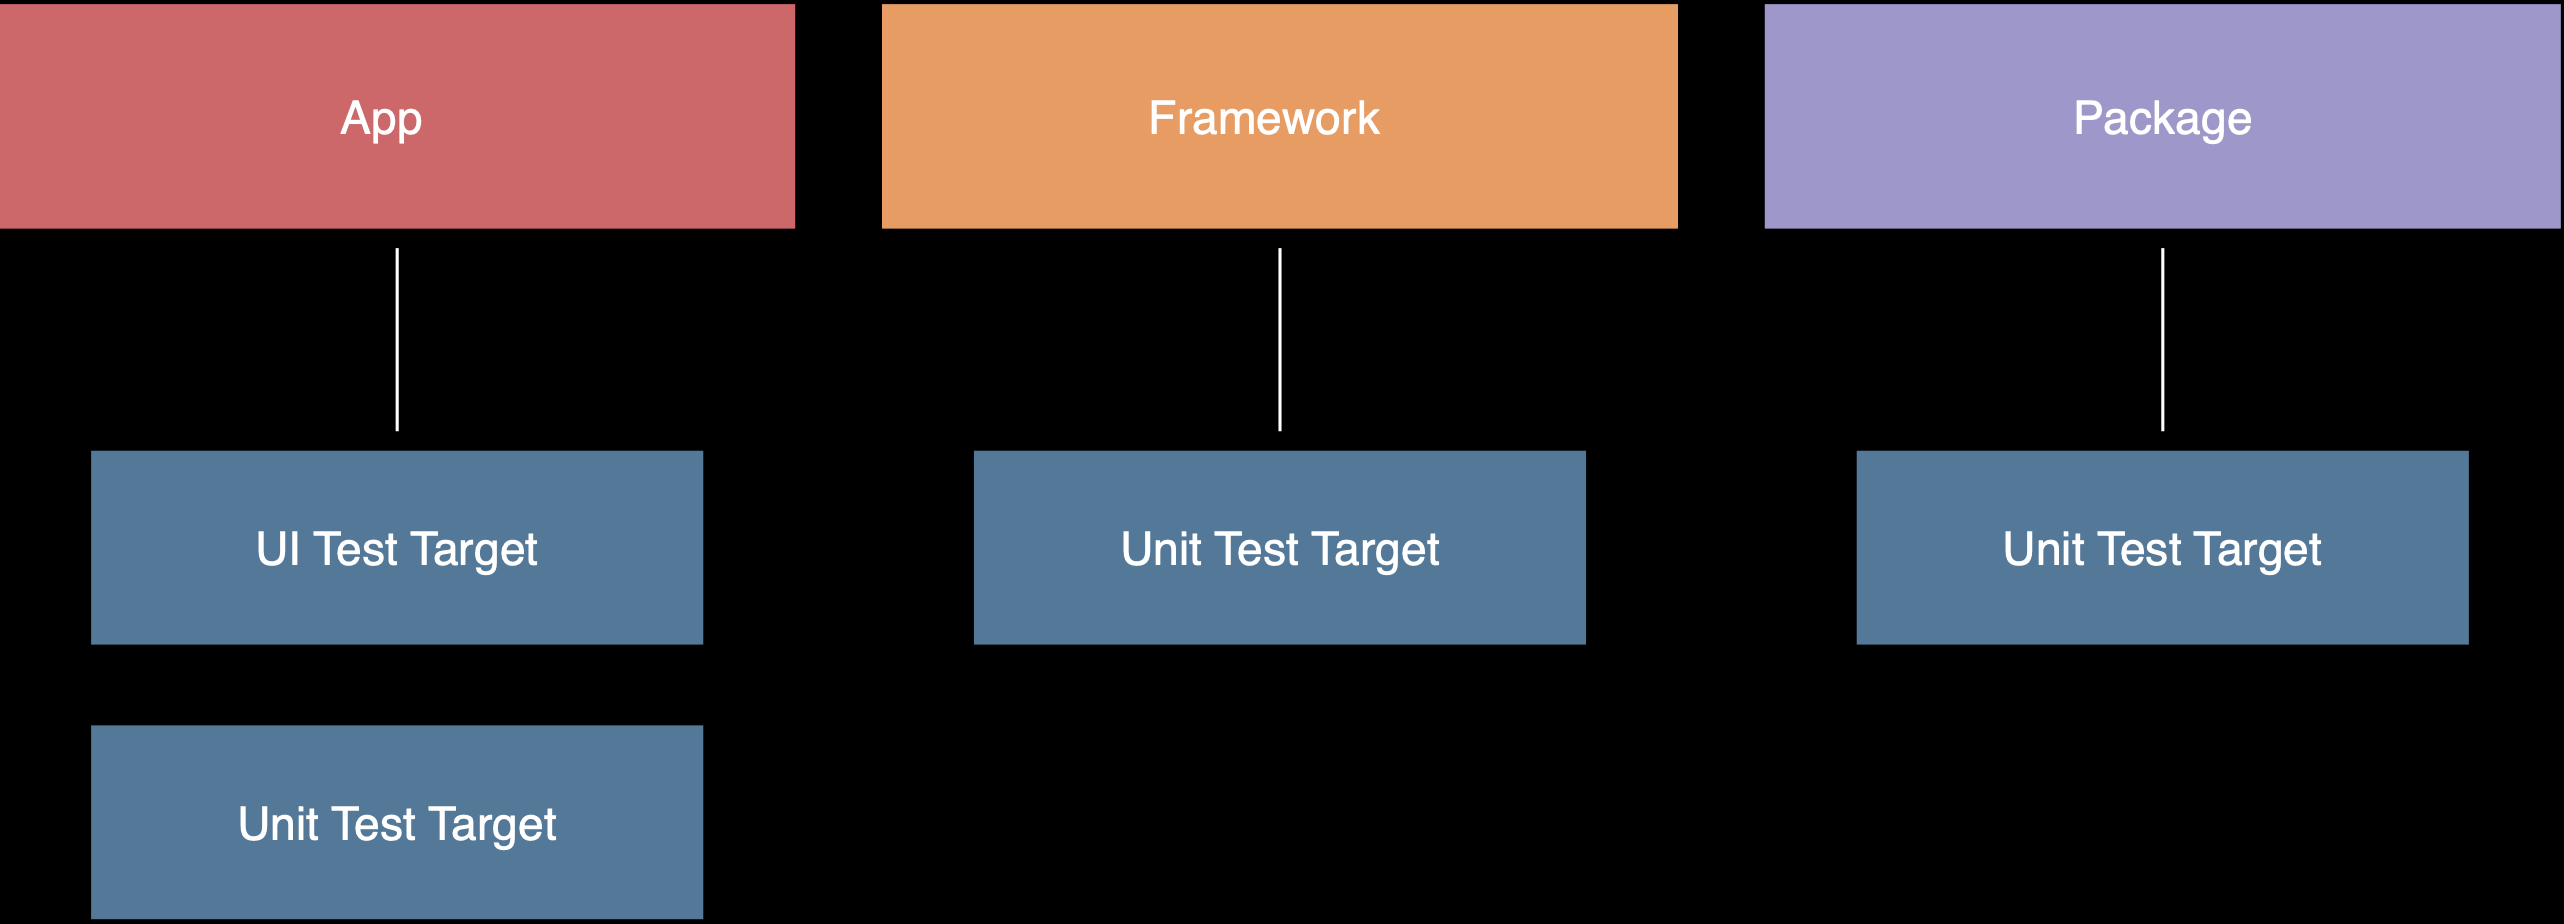 App
Framework
Package
UI Test Target
Unit Test Target
Unit Test Target
Unit Test Target